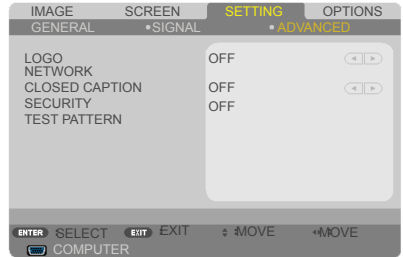 IMAGE SCREEN SETTING OPTIONS
GENERAL •SIGNAL •ADVANCED
LOGO OFF
NETWORK
CLOSED CAPTION OFF
SECURITY OFF
TEST PATTERN
ENTER :SELECT EXIT :EXIT :MOVE :MOVE
COMPUTER